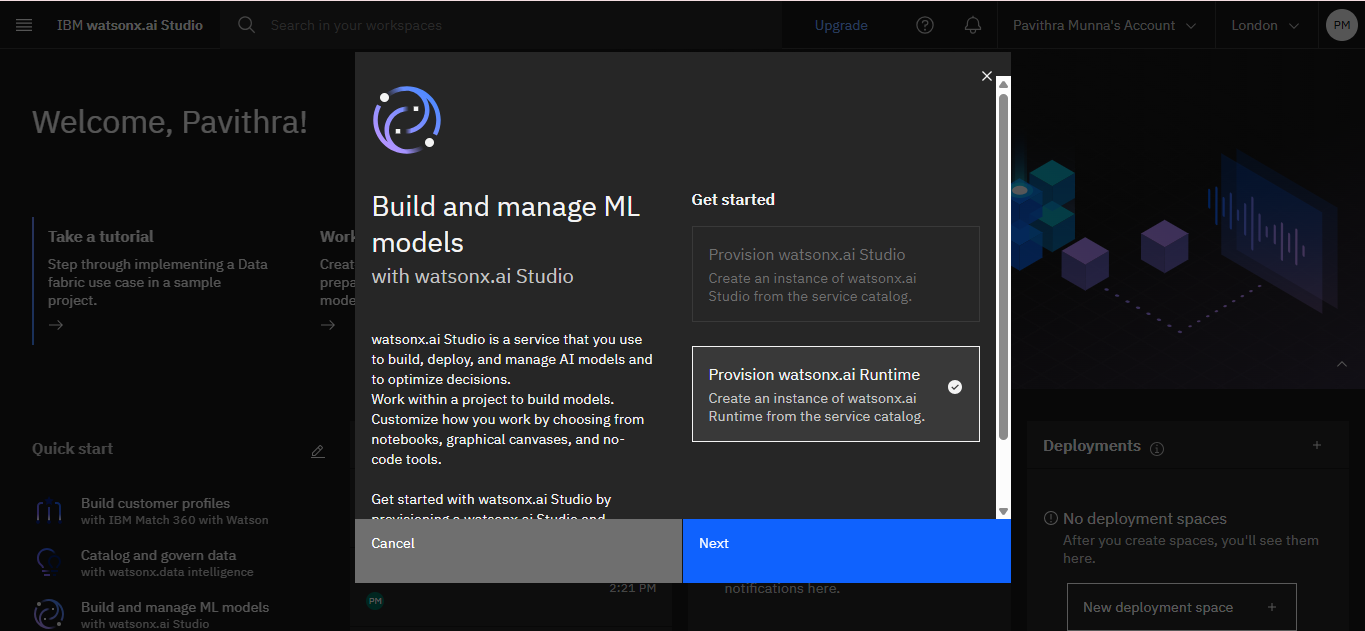 IBM watsonx.ai Studio
Search in your workspaces
Upgrade
Pavithra Munna's Account
London
PM
Welcome, Pavithra!
Take a tutorial
Step through implementing a Data
fabric use case in a sample
project.
Work
Creat
prepa
mode
Build and manage ML
models
with watsonx.ai Studio
watsonx.ai Studio is a service that you use
to build, deploy, and manage AI models and
to optimize decisions.
Work within a project to build models.
Customize how you work by choosing from
notebooks, graphical canvases, and no-
code tools.
Get started with watsonx.ai Studio by
provisioning a watsonx.ai Studio and
Get started
Provision watsonx.ai Studio
Create an instance of watsonx.ai
Studio from the service catalog.
Provision watsonx.ai Runtime
Create an instance of watsonx.ai
Runtime from the service catalog.
Cancel
Next
Quick start
Build customer profiles
with IBM Match 360 with Watson
Catalog and govern data
with watsonx.data intelligence
Build and manage ML models
with watsonx.ai Studio
PM
2:21 PM
notifications here.
Deployments
No deployment spaces
After you create spaces, you'll see them
here.
New deployment space +